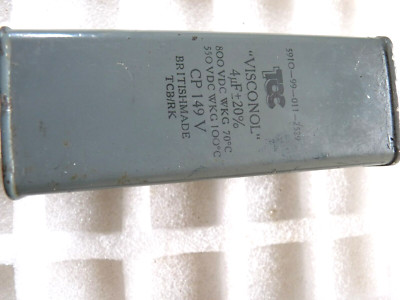 5910-99-011-
TCC
"VISCONOL"
4µF±20%
800 VDC WKG 70°C
550 VDC WKG 100°C
CP 149 V
BRITISH MADE
TCB/RK